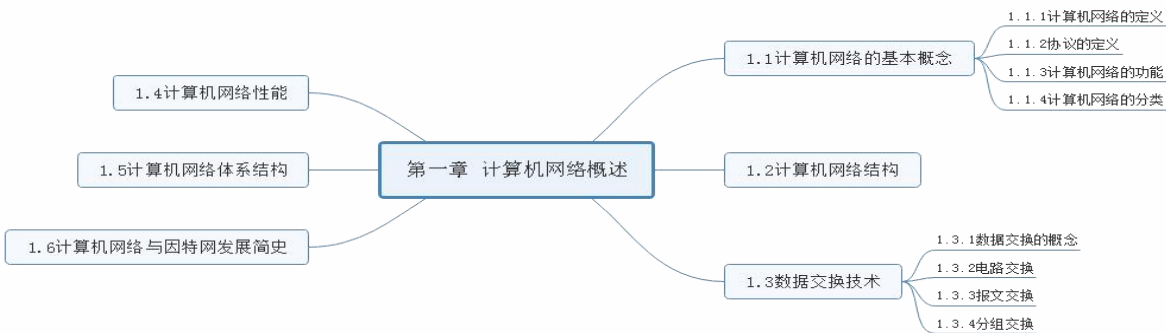 第一章 计算机网络概述
1.1计算机网络的基本概念
1.1.1计算机网络的定义
1.1.2协议的定义
1.1.3计算机网络的功能
1.1.4计算机网络的分类
1.2计算机网络结构
1.3数据交换技术
1.3.1数据交换的概念
1.3.2电路交换
1.3.3报文交换
1.3.4分组交换
1.4计算机网络性能
1.5计算机网络体系结构
1.6计算机网络与因特网发展简史